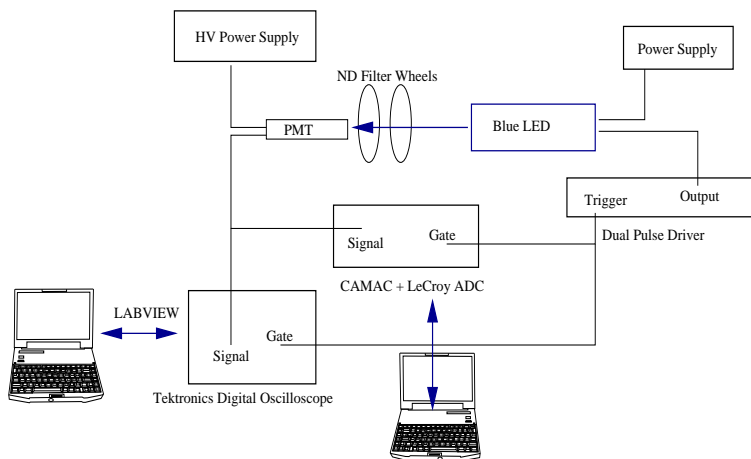 HV Power Supply
Power Supply
ND Filter Wheels
PMT
Blue LED
Trigger
Output
Dual Pulse Driver
Signal
Gate
CAMAC + LeCroy ADC
LABVIEW
Signal
Gate
Tektronics Digital Oscilloscope